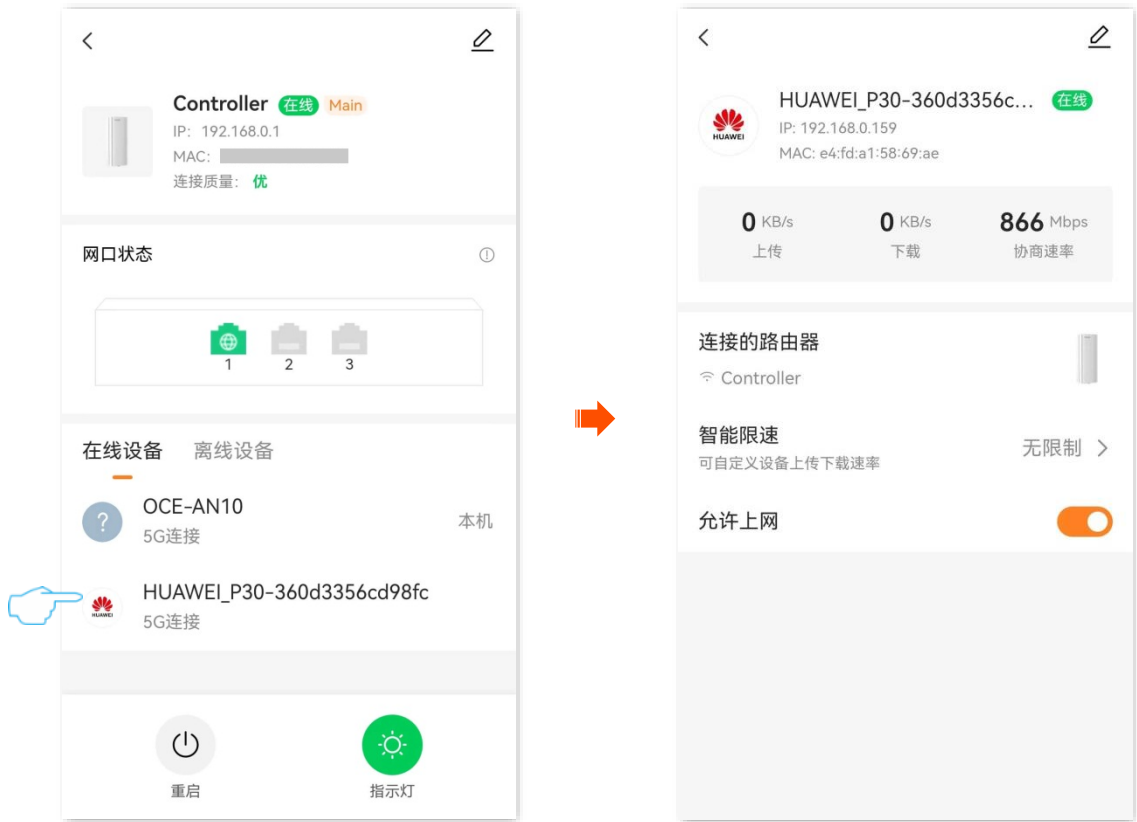 Controller 在线 Main
IP: 192.168.0.1
MAC:
连接质量: 优
网口状态
1 2 3
在线设备 离线设备
OCE-AN10
5G连接
本机
HUAWEI
HUAWEI_P30-360d3356cd98fc
5G连接
重启 指示灯
HUAWEI
HUAWEI_P30-360d3356c... 在线
IP: 192.168.0.159
MAC: e4:fd:a1:58:69:ae
0 KB/s 0 KB/s 866 Mbps
上传 下载 协商速率
连接的路由器
Controller
智能限速
可自定义设备上传下载速率
无限制
允许上网